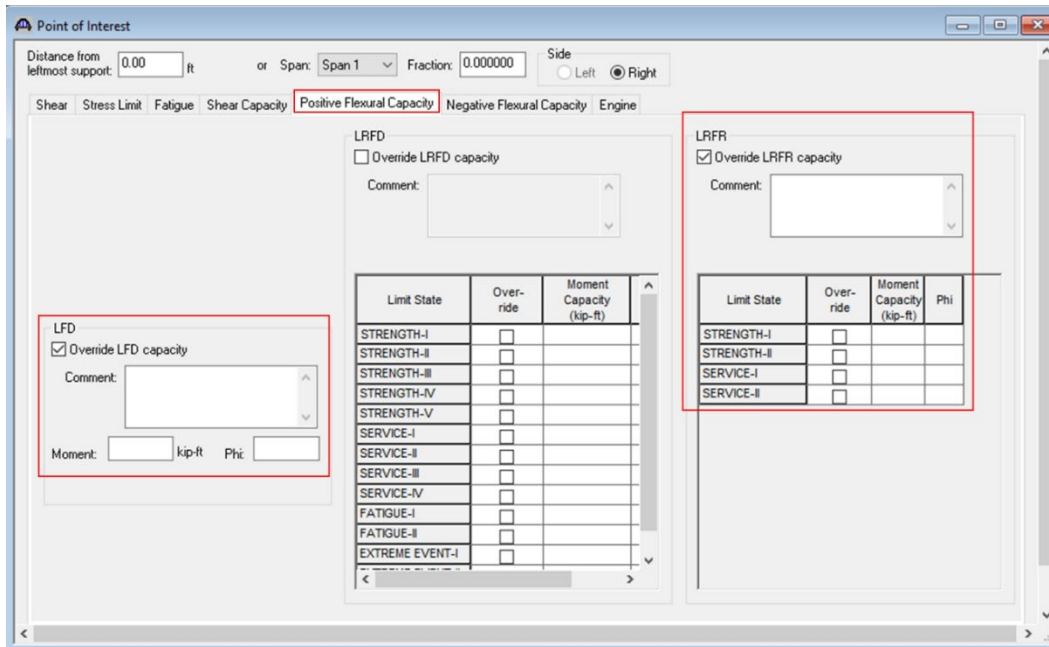 Point of Interest
Distance from
leftmost support: 0.00 ft or Span: Span 1 Fraction: 0.000000 Side Left Right
Shear Stress Limit Fatigue Shear Capacity Positive Flexural Capacity Negative Flexural Capacity Engine
LFD
Override LFD capacity
Comment:
Moment: kip-ft Phi:
LRFD
Override LRFD capacity
Comment:
Limit State Over-ride Moment Capacity (kip-ft)
STRENGTH-I
STRENGTH-II
STRENGTH-III
STRENGTH-IV
STRENGTH-V
SERVICE-I
SERVICE-II
SERVICE-III
SERVICE-IV
FATIGUE-I
FATIGUE-II
EXTREME EVENT-I
LRFR
Override LRFR capacity
Comment:
Limit State Over-ride Moment Capacity (kip-ft) Phi
STRENGTH-I
STRENGTH-II
SERVICE-I
SERVICE-II